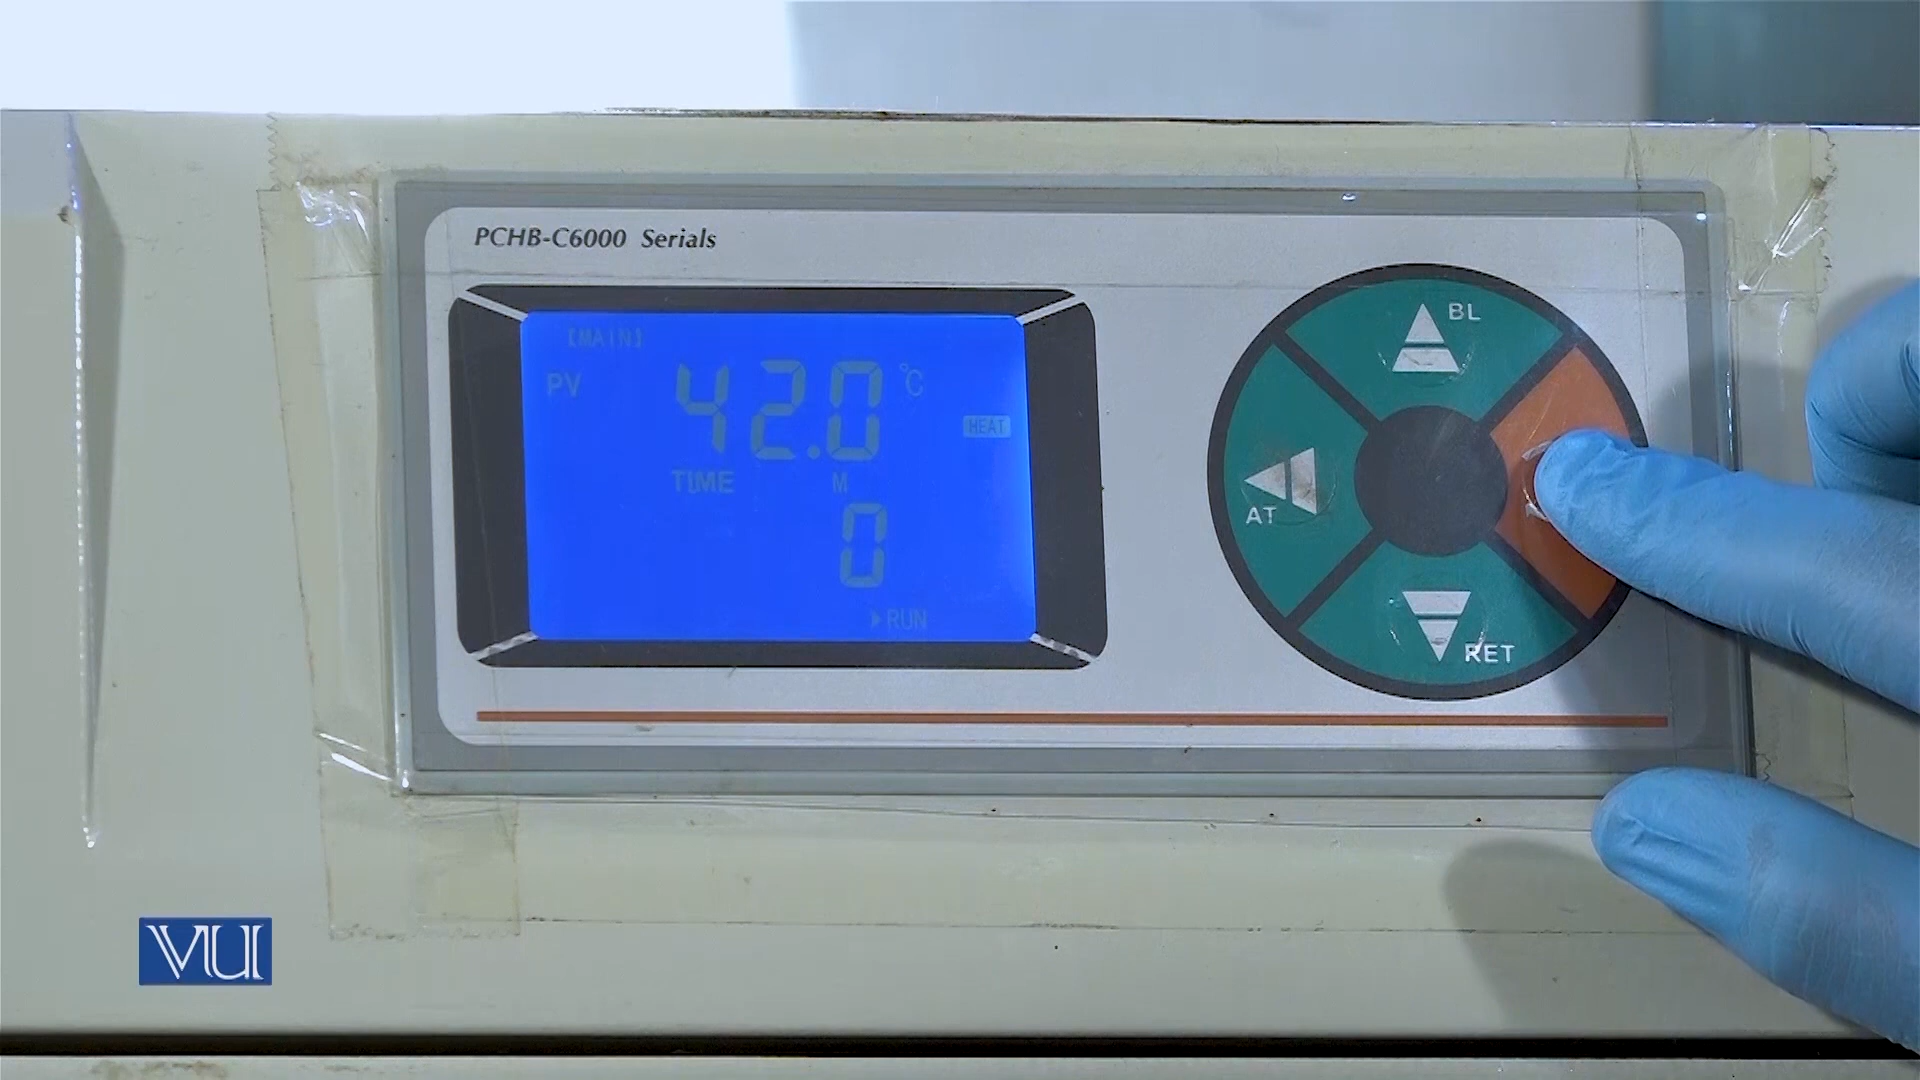 PCHB-C6000 Serials
[MAIN]
PV 42.0 °C
HEAT
TIME M
0
RUN
BL
AT
RET
VU